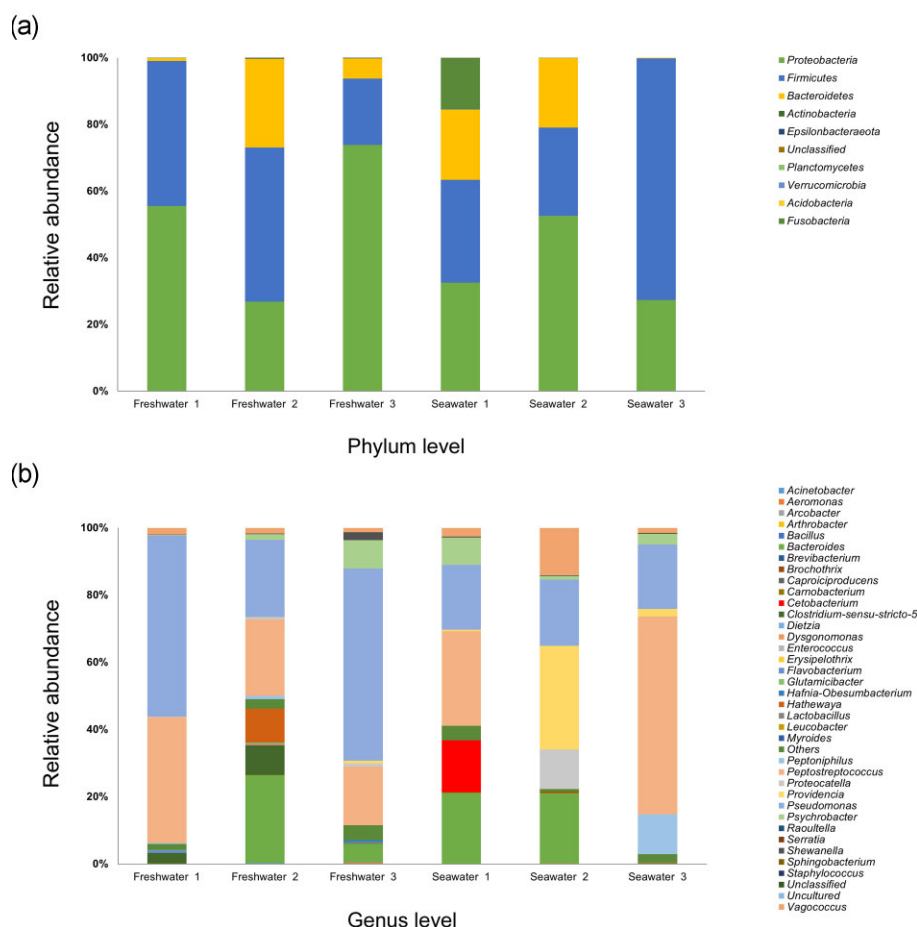 (a)
100%
80%
60%
40%
20%
0%
Relative abundance
Freshwater 1 Freshwater 2 Freshwater 3 Seawater 1 Seawater 2 Seawater 3
Phylum level
Proteobacteria
Firmicutes
Bacteroidetes
Actinobacteria
Epsilonbacteraeota
Unclassified
Planctomycetes
Verrucomicrobia
Acidobacteria
Fusobacteria
(b)
100%
80%
60%
40%
20%
0%
Relative abundance
Freshwater 1 Freshwater 2 Freshwater 3 Seawater 1 Seawater 2 Seawater 3
Genus level
Acinetobacter
Aeromonas
Arcobacter
Arthrobacter
Bacillus
Bacteroides
Brevibacterium
Brochothrix
Caproiciproducens
Carnobacterium
Cetobacterium
Clostridium-sensu-stricto-5
Dietzia
Dysgonomonas
Enterococcus
Erysipelothrix
Flavobacterium
Glutamicibacter
Hafnia-Obesumbacterium
Hathewaya
Lactobacillus
Leucobacter
Myroides
Others
Peptoniphilus
Peptostreptococcus
Proteocatella
Providencia
Pseudomonas
Psychrobacter
Raoultella
Serratia
Shewanella
Sphingobacterium
Staphylococcus
Unclassified
Uncultured
Vagococcus